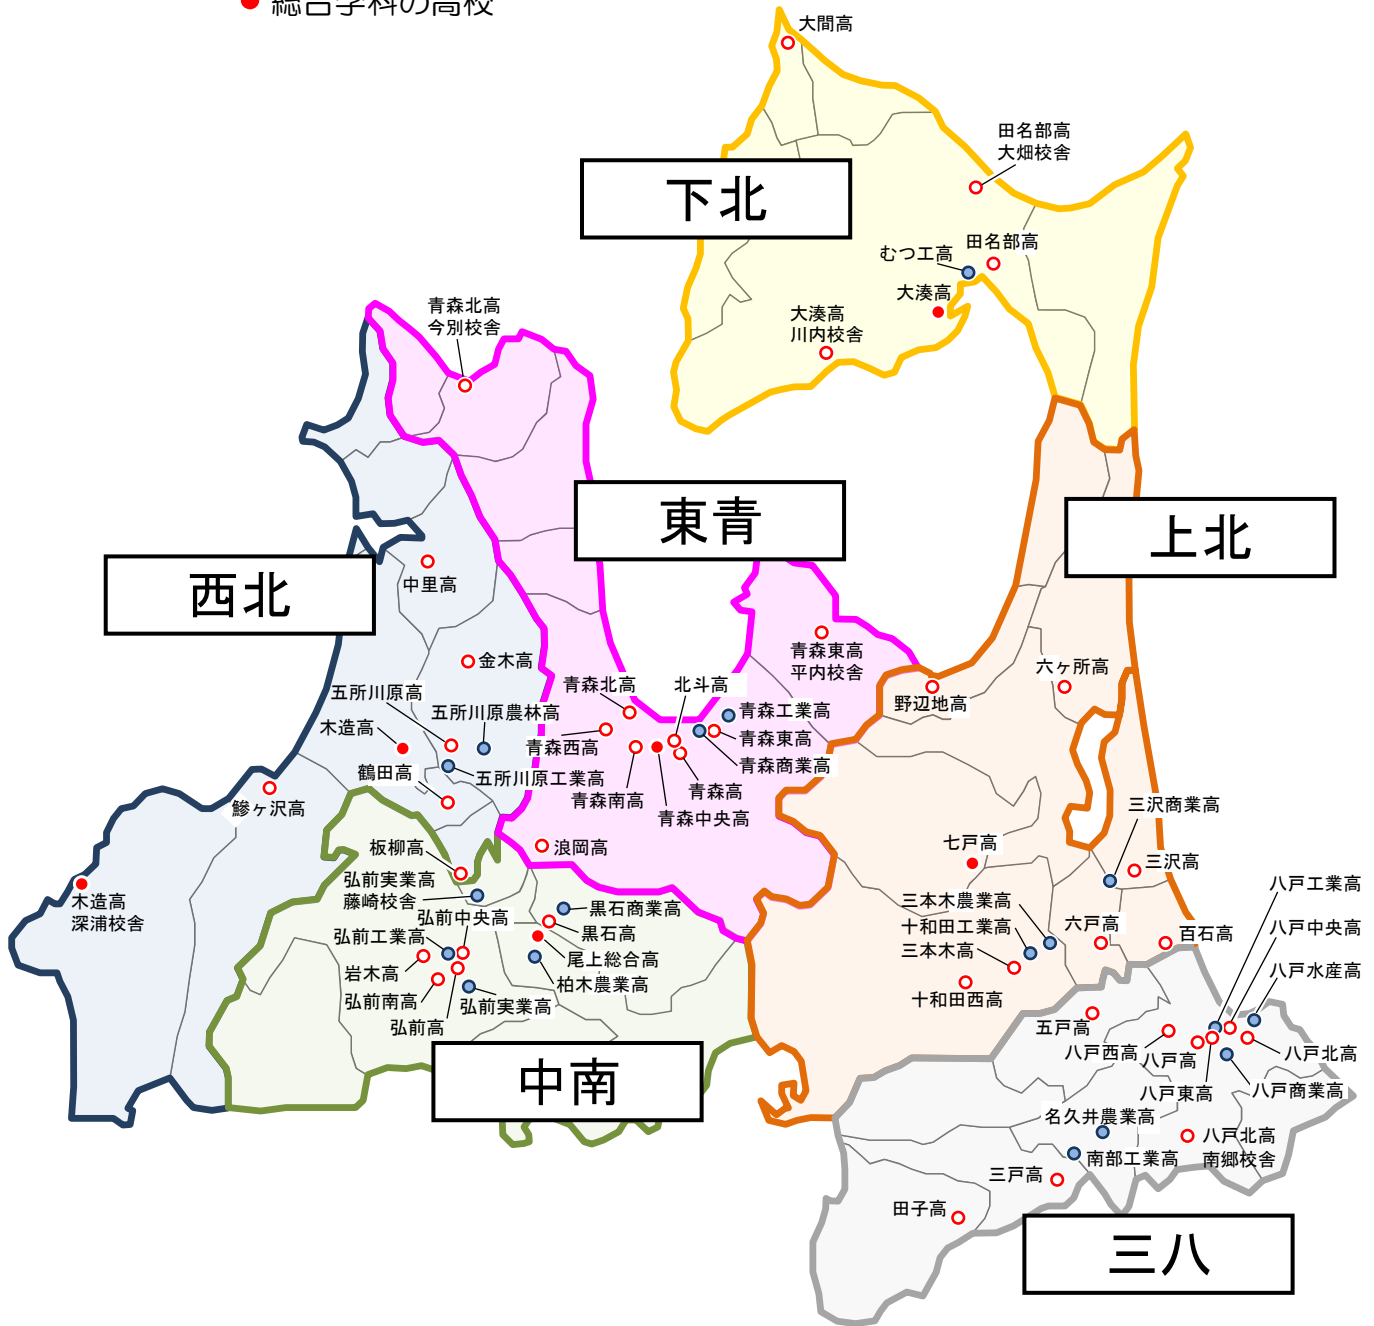 総合学科の高校
大間高
田名部高
大畑校舎
下北
むつ工高
田名部高
大湊高
大湊高
川内校舎
青森北高
今別校舎
東青
上北
西北
中里高
金木高
五所川原高
五所川原農林高
木造高
鶴田高
五所川原工業高
鰺ヶ沢高
木造高
深浦校舎
青森北高
北斗高
青森東高
平内校舎
青森工業高
青森西高
青森東高
青森商業高
青森南高
青森高
青森中央高
浪岡高
野辺地高
六ヶ所高
三沢商業高
七戸高
三沢高
三本木農業高
十和田工業高
三本木高
六戸高
百石高
十和田西高
板柳高
弘前実業高
藤崎校舎
弘前中央高
黒石商業高
弘前工業高
黒石高
尾上総合高
岩木高
柏木農業高
弘前南高
弘前実業高
弘前高
中南
八戸工業高
八戸中央高
八戸水産高
五戸高
八戸西高
八戸高
八戸北高
八戸東高
八戸商業高
名久井農業高
八戸北高
南郷校舎
南部工業高
三戸高
田子高
三八